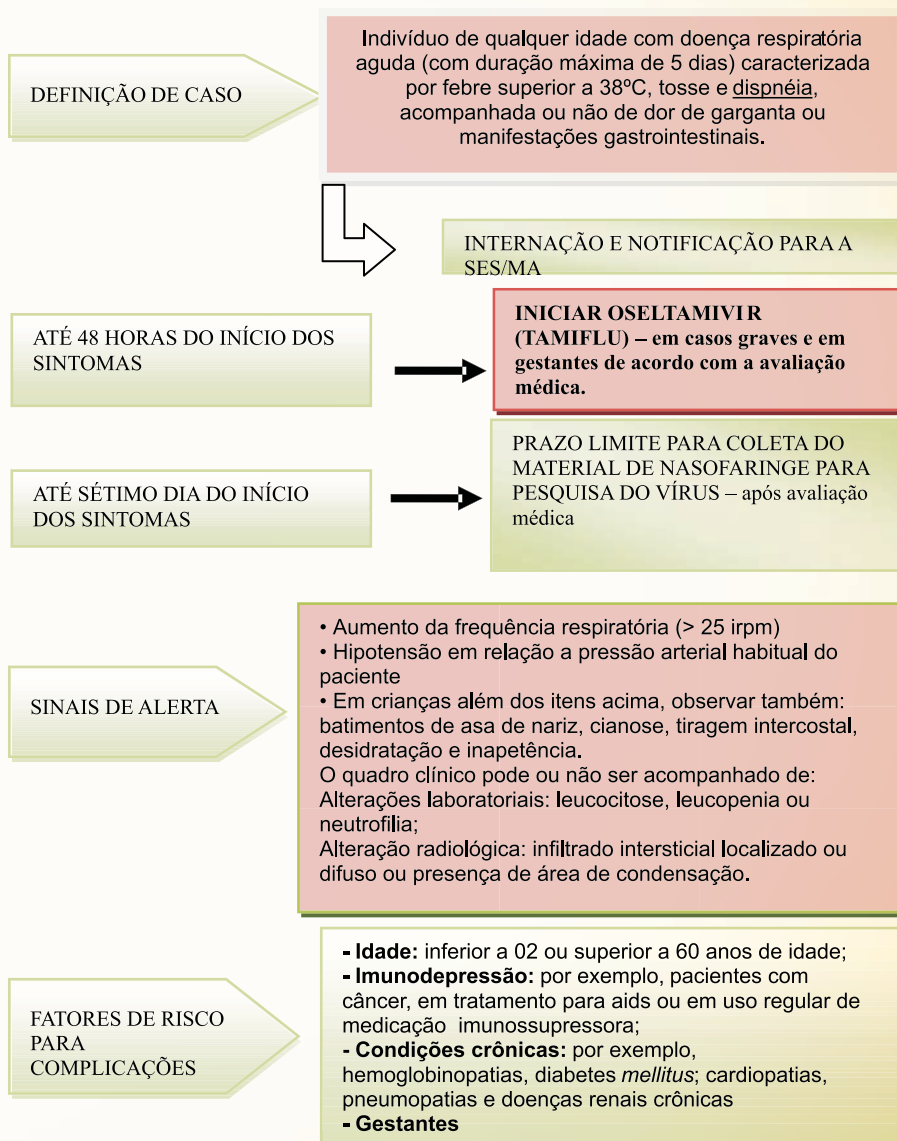 DEFINIÇÃO DE CASO
Indivíduo de qualquer idade com doença respiratória
aguda (com duração máxima de 5 dias) caracterizada
por febre superior a 38ºC, tosse e dispnéia,
acompanhada ou não de dor de garganta ou
manifestações gastrointestinais.
INTERNAÇÃO E NOTIFICAÇÃO PARA A
SES/MA
ATÉ 48 HORAS DO INÍCIO DOS
SINTOMAS
INICIAR OSELTAMIVIR
(TAMIFLU) – em casos graves e em
gestantes de acordo com a avaliação
médica.
ATÉ SÉTIMO DIA DO INÍCIO
DOS SINTOMAS
PRAZO LIMITE PARA COLETA DO
MATERIAL DE NASOFARINGE PARA
PESQUISA DO VÍRUS – após avaliação
médica
SINAIS DE ALERTA
• Aumento da frequência respiratória (> 25 irpm)
• Hipotensão em relação a pressão arterial habitual do
paciente
• Em crianças além dos itens acima, observar também:
batimentos de asa de nariz, cianose, tiragem intercostal,
desidratação e inapetência.
O quadro clínico pode ou não ser acompanhado de:
Alterações laboratoriais: leucocitose, leucopenia ou
neutrofilia;
Alteração radiológica: infiltrado intersticial localizado ou
difuso ou presença de área de condensação.
FATORES DE RISCO
PARA
COMPLICAÇÕES
- Idade: inferior a 02 ou superior a 60 anos de idade;
- Imunodepressão: por exemplo, pacientes com
câncer, em tratamento para aids ou em uso regular de
medicação imunossupressora;
- Condições crônicas: por exemplo,
hemoglobinopatias, diabetes mellitus; cardiopatias,
pneumopatias e doenças renais crônicas
- Gestantes